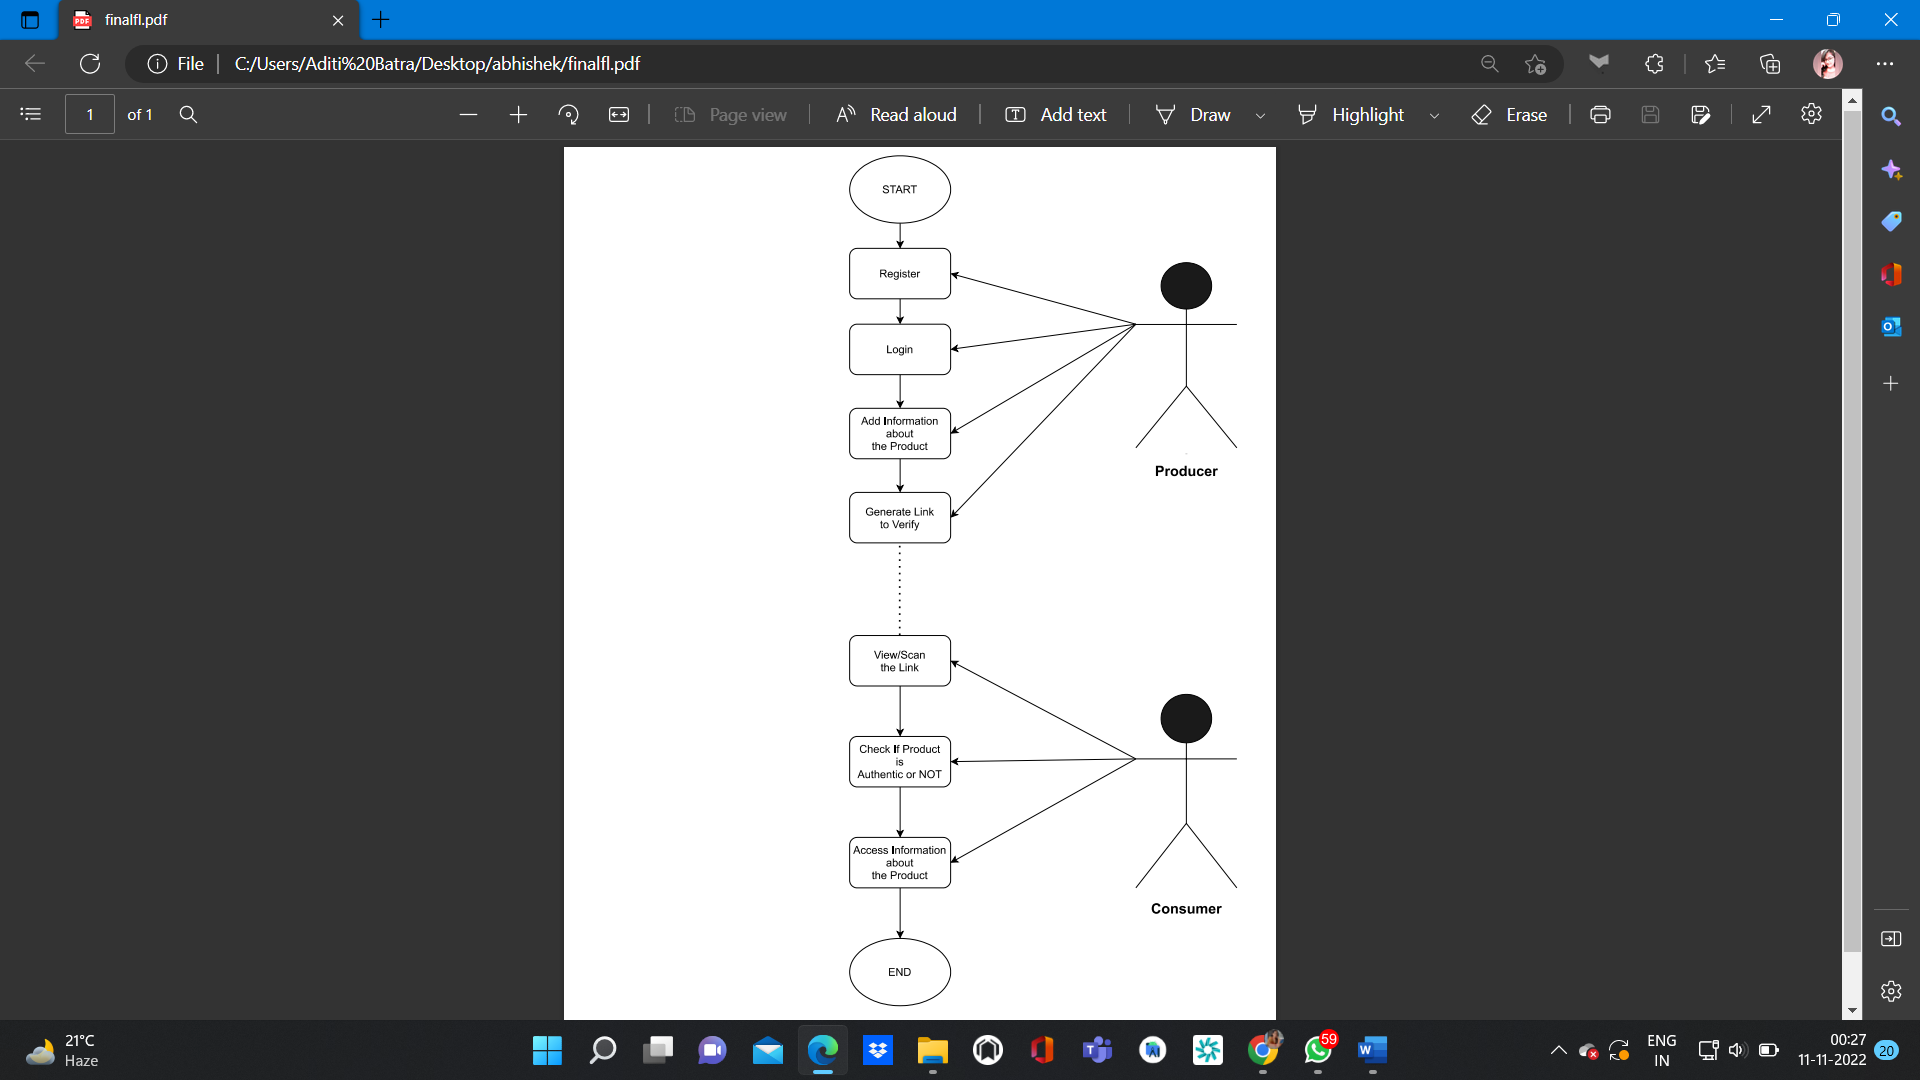 finalfl.pdf
File
C:/Users/Aditi%20Batra/Desktop/abhishek/finalfl.pdf
1 of 1
Page view
Read aloud
Add text
Draw
Highlight
Erase
START
Register
Login
Add Information
about
the Product
Generate Link
to Verify
Producer
View/Scan
the Link
Check If Product
is
Authentic or NOT
Access Information
about
the Product
Consumer
END
21°C
Haze
59
ENG
IN
00:27
11-11-2022
20